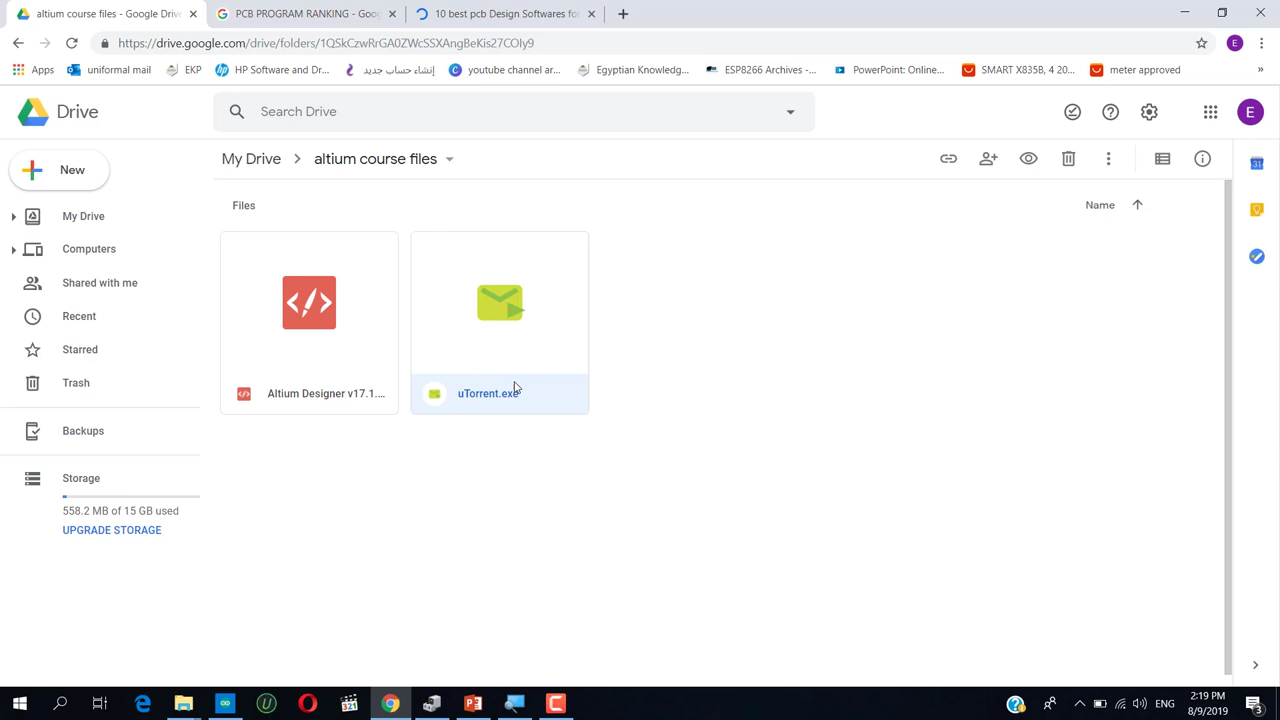 altium course files - Google Drive
PCB PROGRAM RANKING - Goo
10 best pcb Design Softwares for
https://drive.google.com/drive/folders/1QSkCzwRrGA0ZWcSSXAngBeKis27COIy9
E
Apps
uniformal mail
EKP
HP Software and Dr...
إنشاء حساب جديد
youtube channel ar...
Egyptian Knowledg...
ESP8266 Archives -...
PowerPoint: Online...
SMART X835B, 4 20...
meter approved
»
Drive
Search Drive
E
New
My Drive
altium course files
My Drive
Computers
Shared with me
Recent
Starred
Trash
Backups
Storage
558.2 MB of 15 GB used
UPGRADE STORAGE
Files
Name
Altium Designer v17.1....
uTorrent.exe
31
ENG
2:19 PM
8/9/2019
3